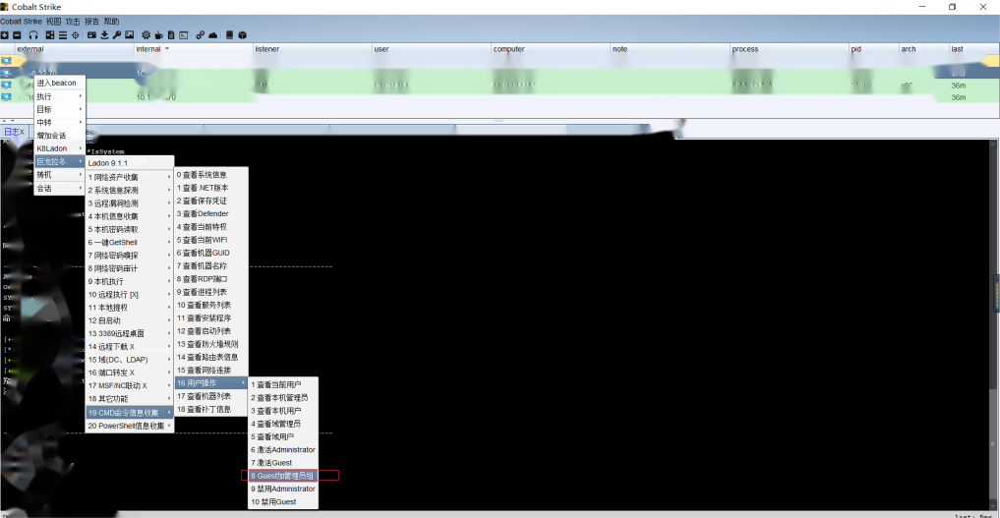 Cobalt Strike
Cobalt Strike 视图 攻击 报告 帮助
external internal listener user computer note process pid arch last
36m
36m
日志X
进入beacon
执行
目标
中转
增加会话
K8Ladon
巨龙拉冬
梼机
会话
*IsSystem
Ladon 9.1.1
1 网络资产收集
2 系统信息探测
3 远程漏洞检测
4 本机信息收集
5 本机密码读取
6 一键GetShell
7 网络密码嗅探
8 网络密码审计
9 本机执行
10 远程执行 [X]
11 本地提权
12 自启动
13 3389远程桌面
14 远程下载 X
15 域(DC、LDAP)
16 端口转发 X
17 MSF/NC联动 X
18 其它功能
19 CMD命令信息收集
20 PowerShell信息收集
0 查看系统信息
1 查看.NET版本
2 查看保存凭证
3 查看Defender
4 查看当前特权
5 查看当前WIFI
6 查看机器GUID
7 查看机器名称
8 查看RDP端口
9 查看进程列表
10 查看服务列表
11 查看安装程序
12 查看启动列表
13 查看防火墙规则
14 查看路由表信息
15 查看网络连接
16 用户操作
17 查看机器列表
18 查看补丁信息
1 查看当前用户
2 查看本机管理员
3 查看本机用户
4 查看域管理员
5 查看域用户
6 激活Administrator
7 激活Guest
8 Guest加管理员组
9 禁用Administrator
10 禁用Guest
last: 5ms